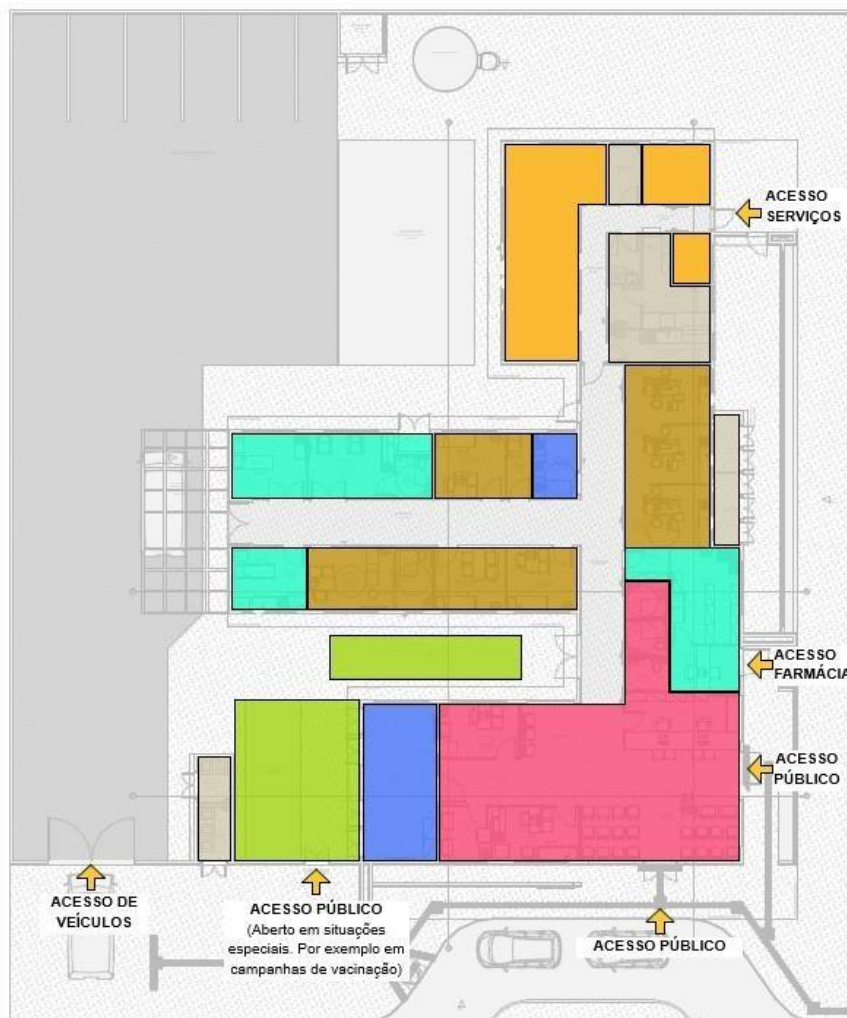 ACESSO
SERVIÇOS
ACESSO
FARMÁCIA
ACESSO
PÚBLICO
ACESSO DE
VEÍCULOS
ACESSO PÚBLICO
(Aberto em situações
especiais. Por exemplo em
campanhas de vacinação)
ACESSO PÚBLICO